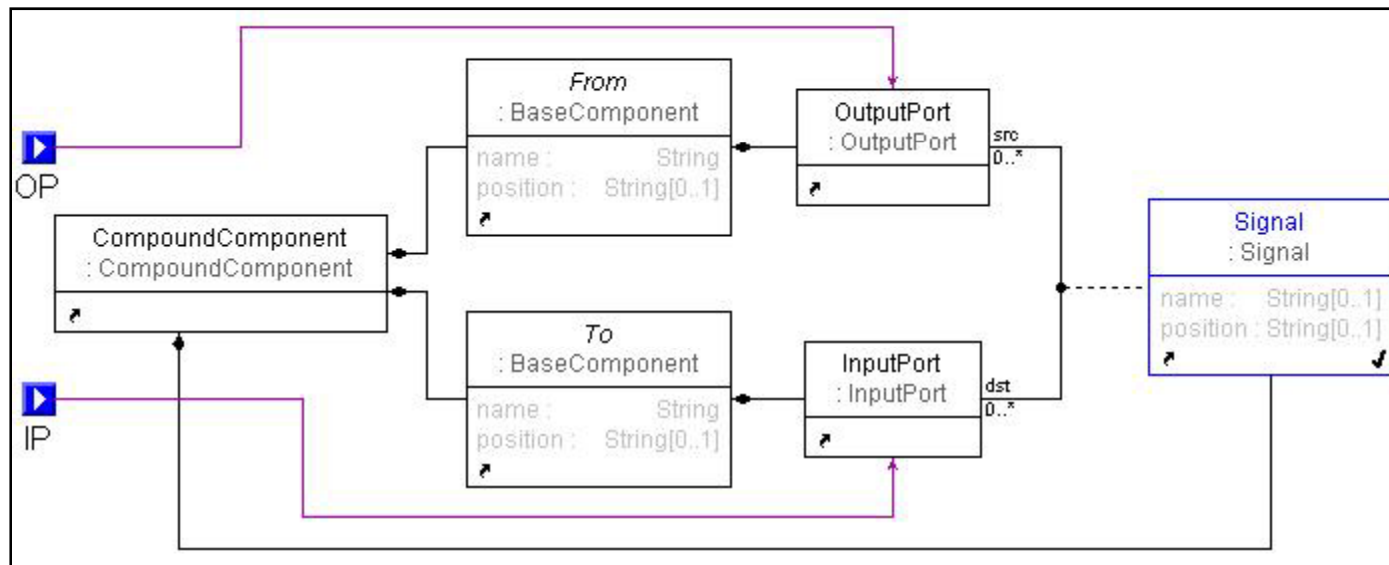 From
: BaseComponent
name : String
position : String[0..1]
OutputPort
: OutputPort
src
0..*
OP
CompoundComponent
: CompoundComponent
Signal
: Signal
name : String[0..1]
position : String[0..1]
To
: BaseComponent
name : String
position : String[0..1]
InputPort
: InputPort
dst
0..*
IP